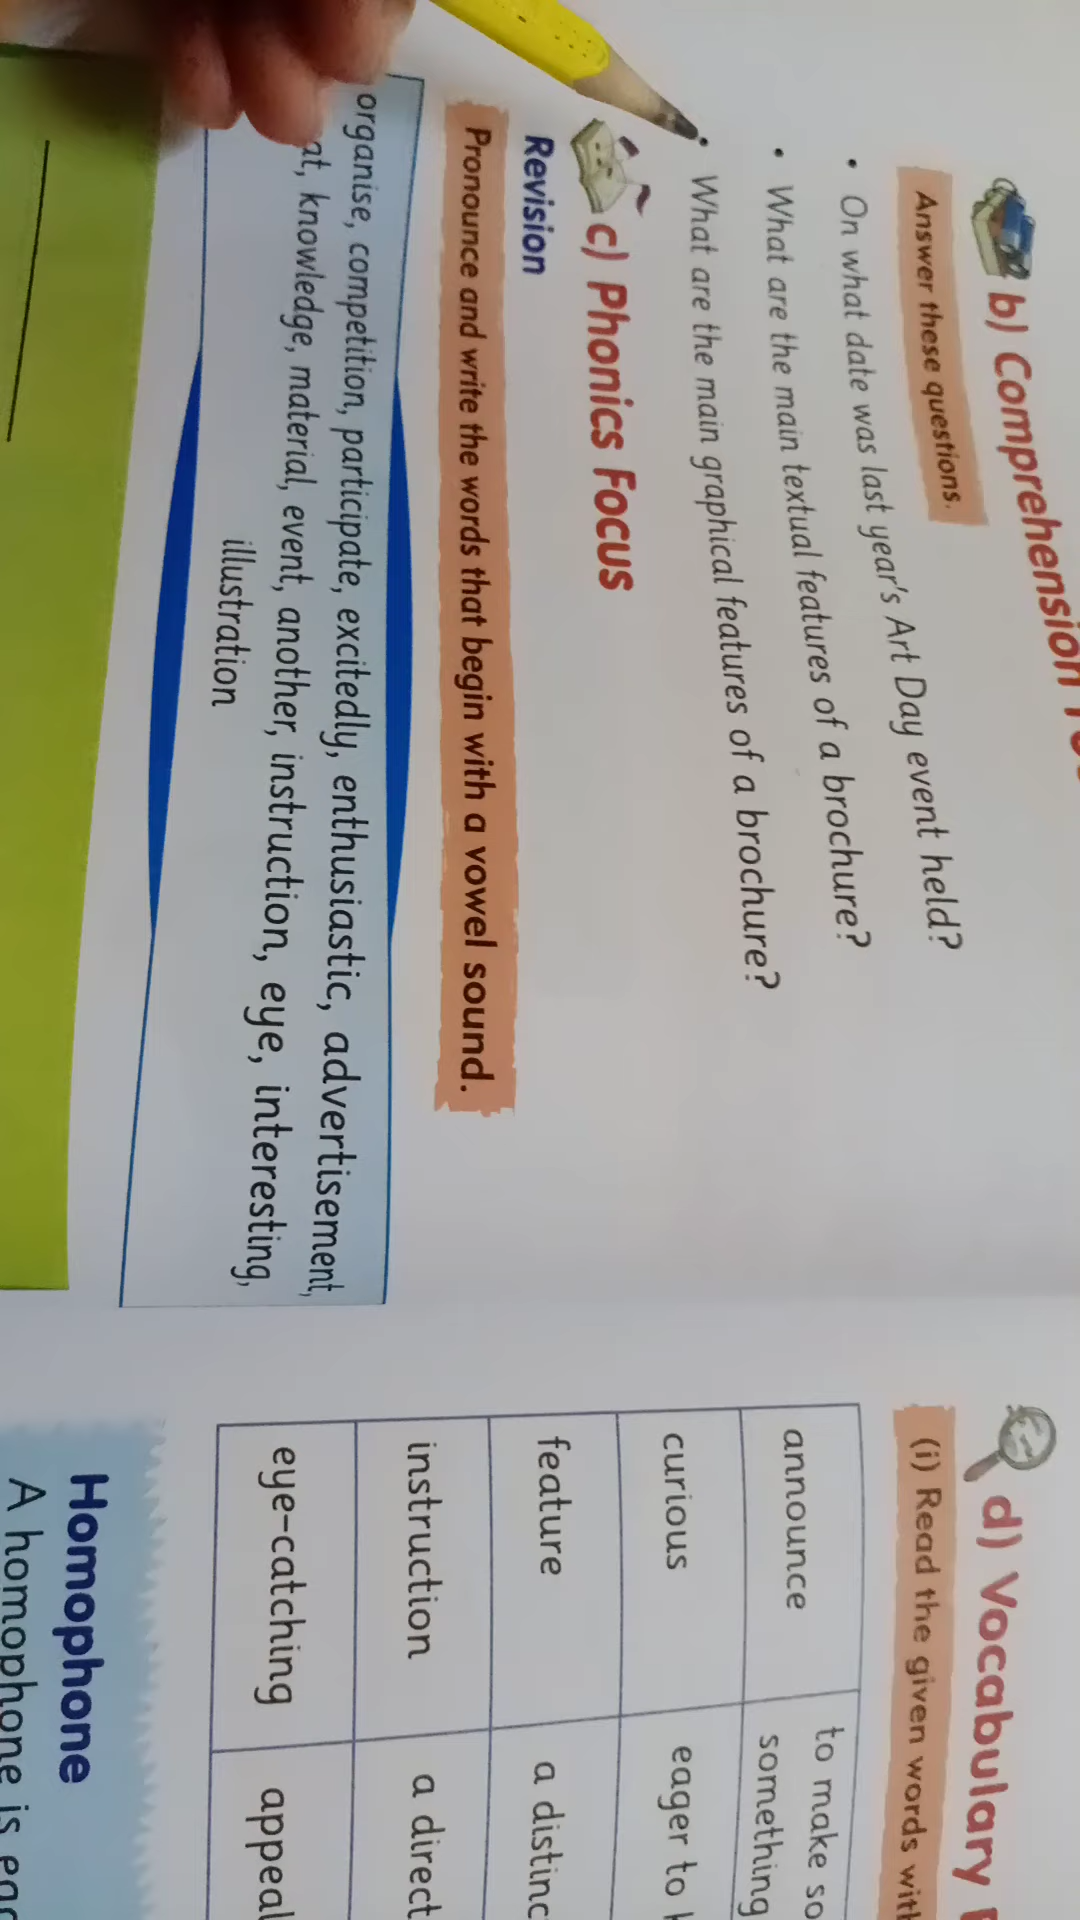 b) Comprehension
Answer these questions.
• On what date was last year's Art Day event held?
• What are the main textual features of a brochure?
• What are the main graphical features of a brochure?
c) Phonics Focus
Revision
Pronounce and write the words that begin with a vowel sound.
organise, competition, participate, excitedly, enthusiastic, advertisement,
knowledge, material, event, another, instruction, eye, interesting,
illustration
d) Vocabulary
(i) Read the given words with
announce to make so
something
curious eager to
feature a distinc
instruction a direct
eye-catching appeal
Homophone
A homophone is